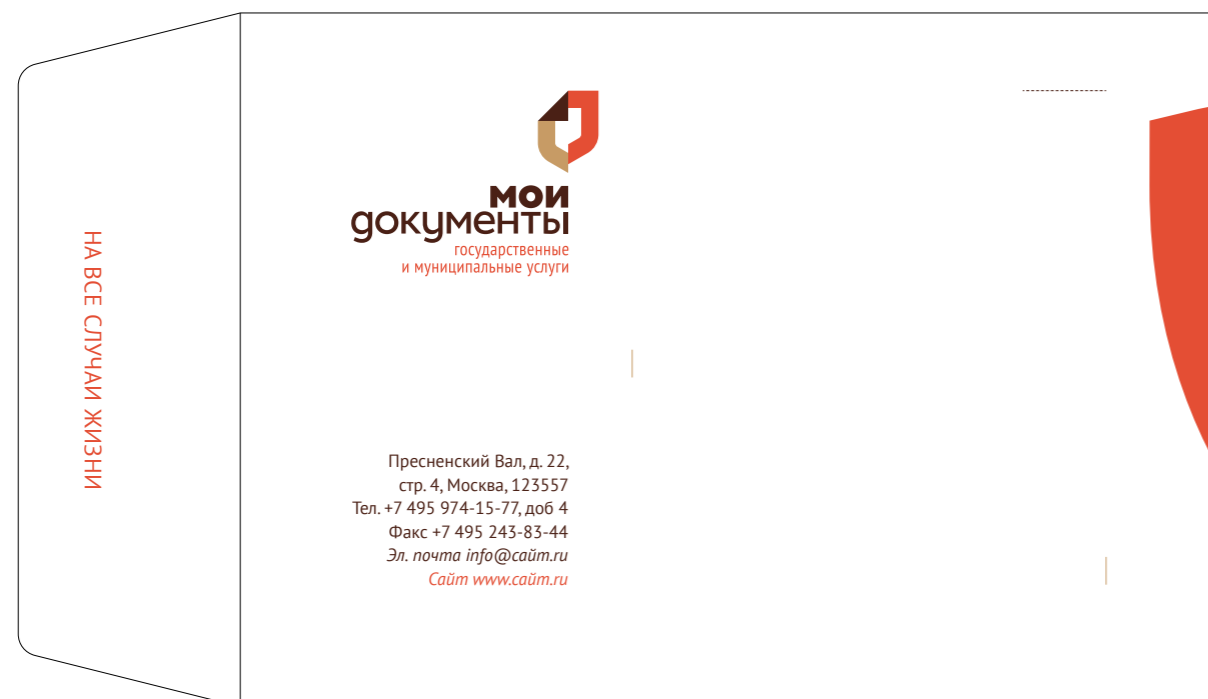 НА ВСЕ СЛУЧАИ ЖИЗНИ
мои
документы
государственные
и муниципальные услуги
Пресненский Вал, д. 22,
стр. 4, Москва, 123557
Тел. +7 495 974-15-77, доб 4
Факс +7 495 243-83-44
Эл. почта info@сайт.ru
Сайт www.сайт.ru